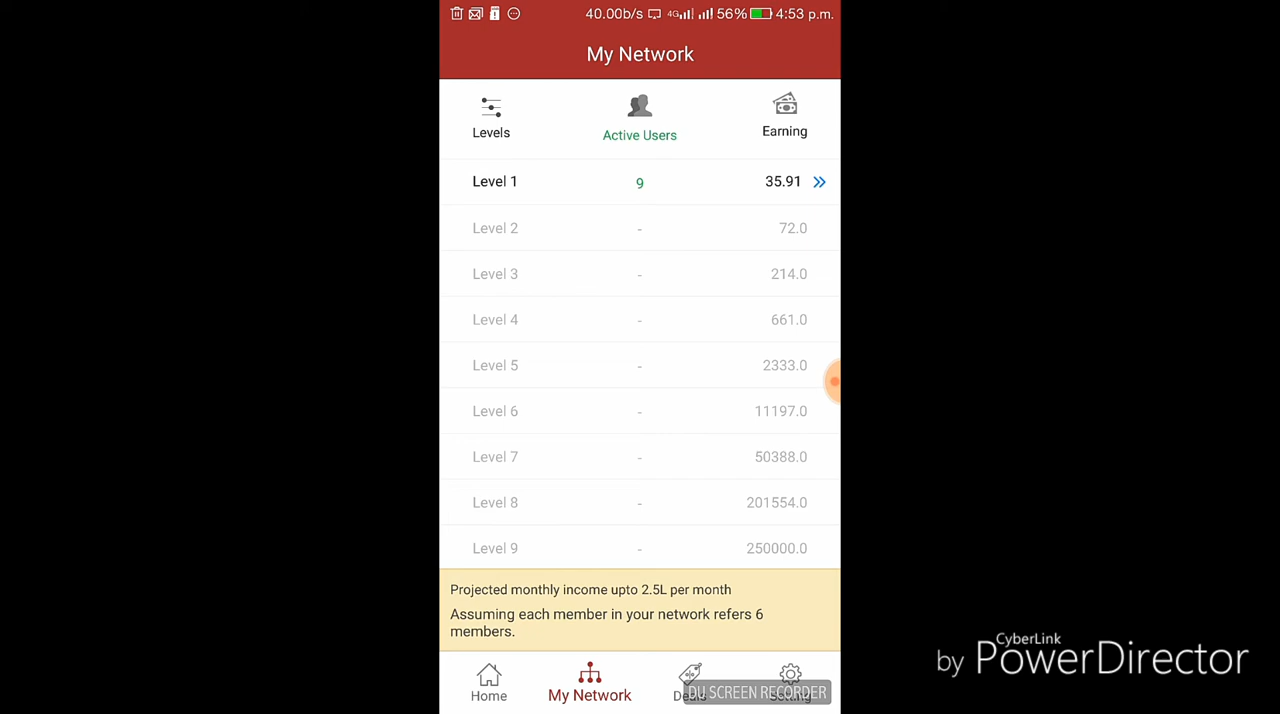 40.00b/s 4G 56% 4:53 p.m.
My Network
Levels Active Users Earning
Level 1 9 35.91 »
Level 2 - 72.0
Level 3 - 214.0
Level 4 - 661.0
Level 5 - 2333.0
Level 6 - 11197.0
Level 7 - 50388.0
Level 8 - 201554.0
Level 9 - 250000.0
Projected monthly income upto 2.5L per month
Assuming each member in your network refers 6
members.
Home My Network Deals
DU SCREEN RECORDER
CyberLink
by PowerDirector